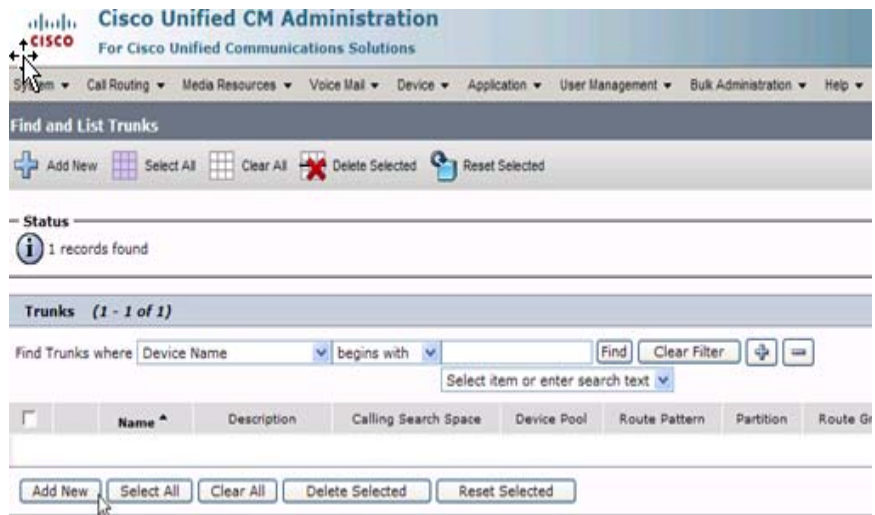 Cisco Unified CM Administration
CISCO
For Cisco Unified Communications Solutions
System Call Routing Media Resources Voice Mail Device Application User Management Bulk Administration Help
Find and List Trunks
Add New Select All Clear All Delete Selected Reset Selected
Status
i 1 records found
Trunks (1 - 1 of 1)
Find Trunks where Device Name begins with Find Clear Filter
Select item or enter search text
Name Description Calling Search Space Device Pool Route Pattern Partition Route Gr
Add New Select All Clear All Delete Selected Reset Selected